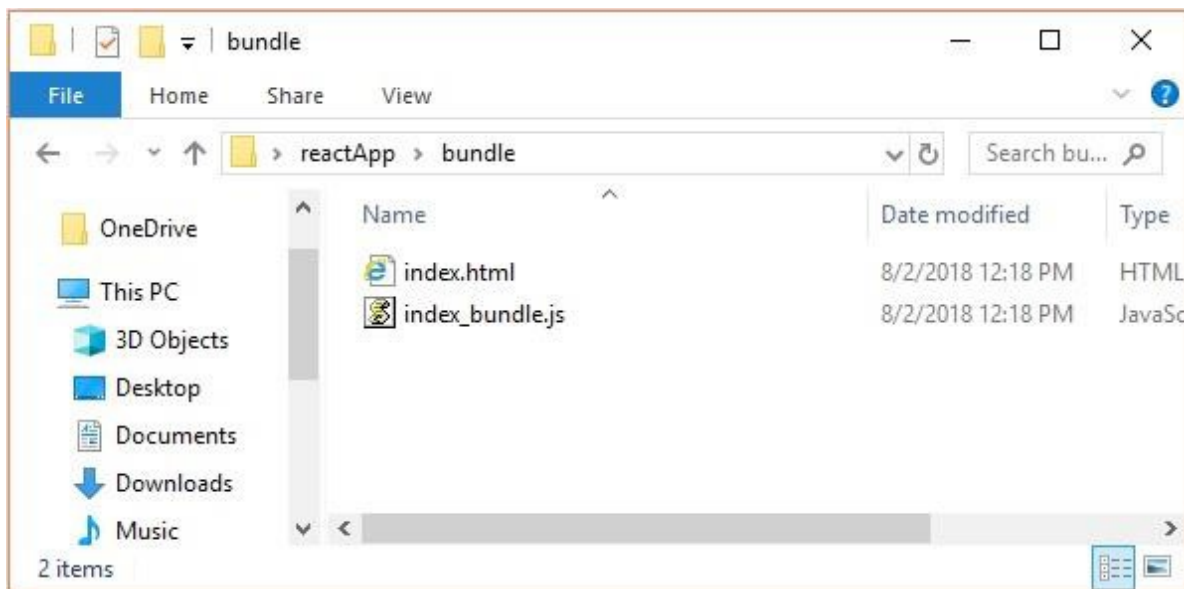 bundle
File Home Share View
reactApp > bundle Search bu...
Name Date modified Type
OneDrive
index.html 8/2/2018 12:18 PM HTML
This PC
index_bundle.js 8/2/2018 12:18 PM JavaSc
3D Objects
Desktop
Documents
Downloads
Music
2 items